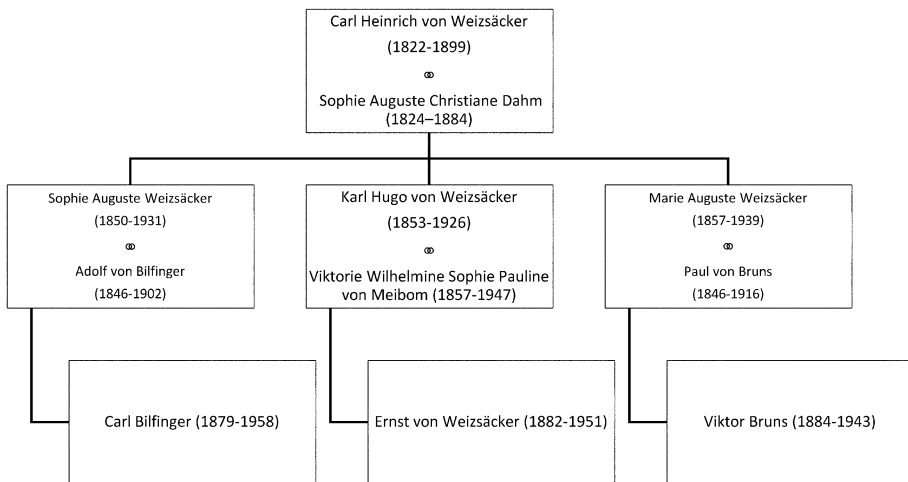 Carl Heinrich von Weizsäcker
(1822-1899)
⚭
Sophie Auguste Christiane Dahm
(1824–1884)
Sophie Auguste Weizsäcker
(1850-1931)
⚭
Adolf von Bilfinger
(1846-1902)
Karl Hugo von Weizsäcker
(1853-1926)
⚭
Viktorie Wilhelmine Sophie Pauline
von Meibom (1857-1947)
Marie Auguste Weizsäcker
(1857-1939)
⚭
Paul von Bruns
(1846-1916)
Carl Bilfinger (1879-1958)
Ernst von Weizsäcker (1882-1951)
Viktor Bruns (1884-1943)